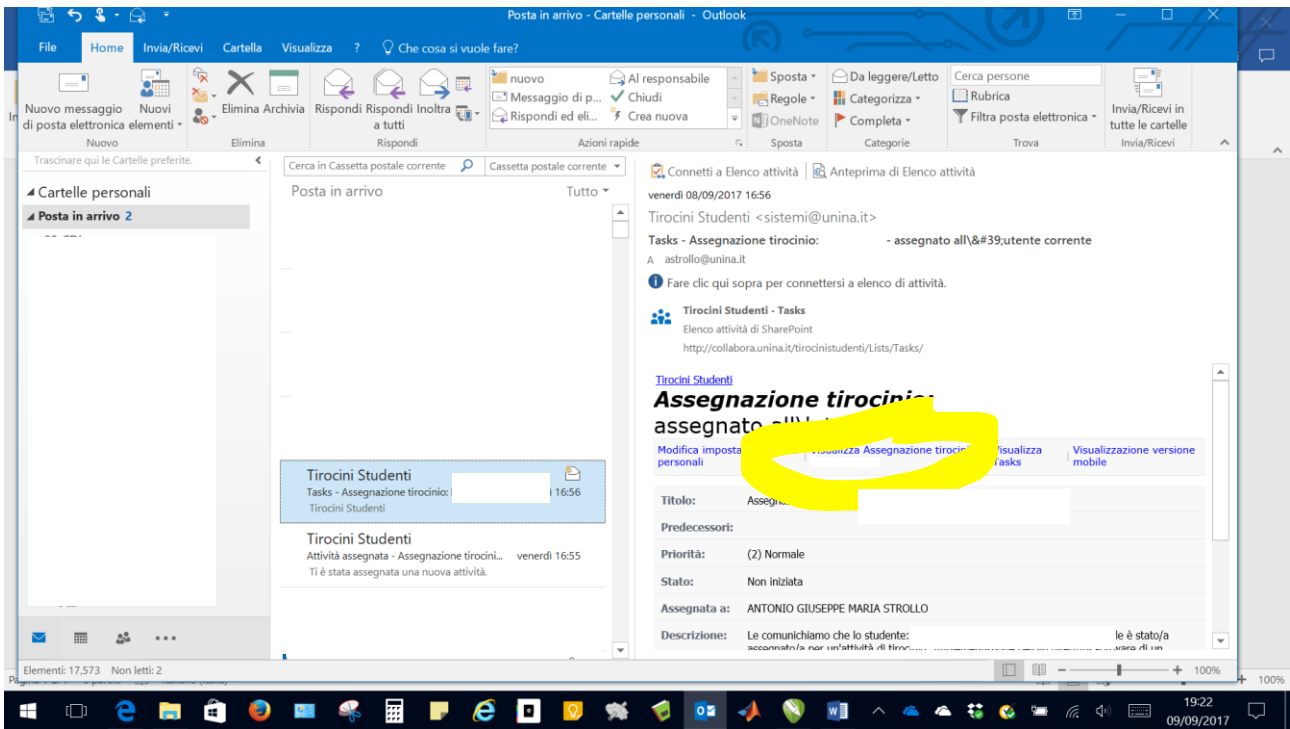 Posta in arrivo - Cartelle personali - Outlook
File Home Invia/Ricevi Cartella Visualizza ? Che cosa si vuole fare?
Nuovo messaggio di posta elettronica
Nuovi elementi
Nuovo
Elimina
Archivia
Elimina
Rispondi
Rispondi a tutti
Inoltra
Rispondi
nuovo
Messaggio di p...
Rispondi ed eli...
Al responsabile
Chiudi
Crea nuova
Azioni rapide
Sposta
Regole
OneNote
Sposta
Da leggere/Letto
Categorizza
Completa
Categorie
Cerca persone
Rubrica
Filtra posta elettronica
Trova
Invia/Ricevi in tutte le cartelle
Invia/Ricevi
Trascinare qui le Cartelle preferite.
Cartelle personali
Posta in arrivo 2
Cerca in Cassetta postale corrente
Cassetta postale corrente
Posta in arrivo Tutto
Tirocini Studenti
Tasks - Assegnazione tirocinio: 16:56
Tirocini Studenti
Tirocini Studenti
Attività assegnata - Assegnazione tirocini... venerdì 16:55
Ti è stata assegnata una nuova attività.
Connetti a Elenco attività Anteprima di Elenco attività
venerdì 08/09/2017 16:56
Tirocini Studenti <sistemi@unina.it>
Tasks - Assegnazione tirocinio: - assegnato all\&#39;utente corrente
A astrollo@unina.it
Fare clic qui sopra per connettersi a elenco di attività.
Tirocini Studenti - Tasks
Elenco attività di SharePoint
http://collabora.unina.it/tirocinistudenti/Lists/Tasks/
Tirocini Studenti
Assegnazione tirocinio:
assegnato all\'
Modifica personali
Visualizza Assegnazione
Visualizza Tasks
Visualizzazione versione mobile
Titolo:
Predecessori:
Priorità: (2) Normale
Stato: Non iniziata
Assegnata a: ANTONIO GIUSEPPE MARIA STROLLO
Descrizione: Le comunichiamo che lo studente: le è stato/a
assegnato/a per un'attività di
Elementi: 17,573 Non letti: 2
100%
100%
19:22
09/09/2017